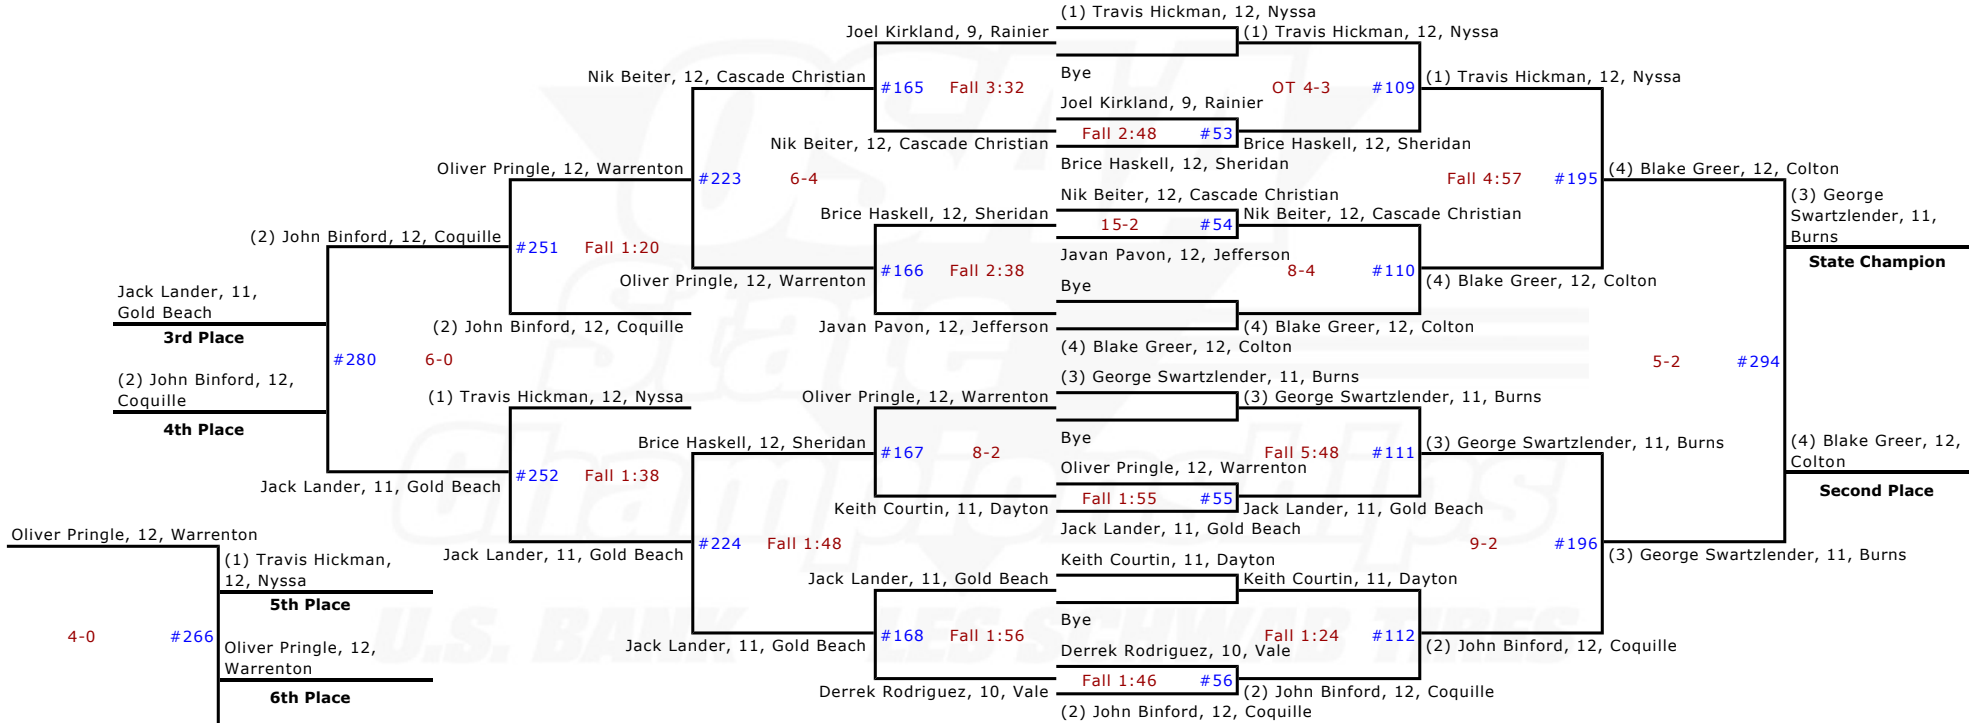 (1) Travis Hickman, 12, Nyssa
Joel Kirkland, 9, Rainier
(1) Travis Hickman, 12, Nyssa
Nik Beiter, 12, Cascade Christian
Bye
(1) Travis Hickman, 12, Nyssa
#165 Fall 3:32
OT 4-3 #109
Joel Kirkland, 9, Rainier
Fall 2:48 #53
Nik Beiter, 12, Cascade Christian
Brice Haskell, 12, Sheridan
Brice Haskell, 12, Sheridan
Oliver Pringle, 12, Warrenton
(4) Blake Greer, 12, Colton
#223 6-4
Fall 4:57 #195
Nik Beiter, 12, Cascade Christian
(3) George
Swartzlender, 11,
Burns
State Champion
Brice Haskell, 12, Sheridan
15-2 #54
Nik Beiter, 12, Cascade Christian
(2) John Binford, 12, Coquille
#251 Fall 1:20
Javan Pavon, 12, Jefferson
#166 Fall 2:38
8-4 #110
Oliver Pringle, 12, Warrenton
Bye
(4) Blake Greer, 12, Colton
Jack Lander, 11,
Gold Beach
3rd Place
(2) John Binford, 12, Coquille
Javan Pavon, 12, Jefferson
(4) Blake Greer, 12, Colton
(4) Blake Greer, 12, Colton
#280 6-0
5-2 #294
(2) John Binford, 12,
Coquille
4th Place
(3) George Swartzlender, 11, Burns
(1) Travis Hickman, 12, Nyssa
Oliver Pringle, 12, Warrenton
(3) George Swartzlender, 11, Burns
Bye
Brice Haskell, 12, Sheridan
(3) George Swartzlender, 11, Burns
(4) Blake Greer, 12,
Colton
Second Place
#167 8-2
Fall 5:48 #111
Oliver Pringle, 12, Warrenton
#252 Fall 1:38
Jack Lander, 11, Gold Beach
Fall 1:55 #55
Keith Courtin, 11, Dayton
Jack Lander, 11, Gold Beach
Jack Lander, 11, Gold Beach
Oliver Pringle, 12, Warrenton
#224 Fall 1:48
9-2 #196
Jack Lander, 11, Gold Beach
(3) George Swartzlender, 11, Burns
(1) Travis Hickman,
12, Nyssa
5th Place
Keith Courtin, 11, Dayton
Jack Lander, 11, Gold Beach
Keith Courtin, 11, Dayton
Bye
4-0 #266
#168 Fall 1:56
Fall 1:24 #112
Jack Lander, 11, Gold Beach
(2) John Binford, 12, Coquille
Oliver Pringle, 12,
Warrenton
6th Place
Derrek Rodriguez, 10, Vale
Fall 1:46 #56
Derrek Rodriguez, 10, Vale
(2) John Binford, 12, Coquille
(2) John Binford, 12, Coquille
OSAA
State
Championships
U.S. BANK LES SCHWAB TIRES